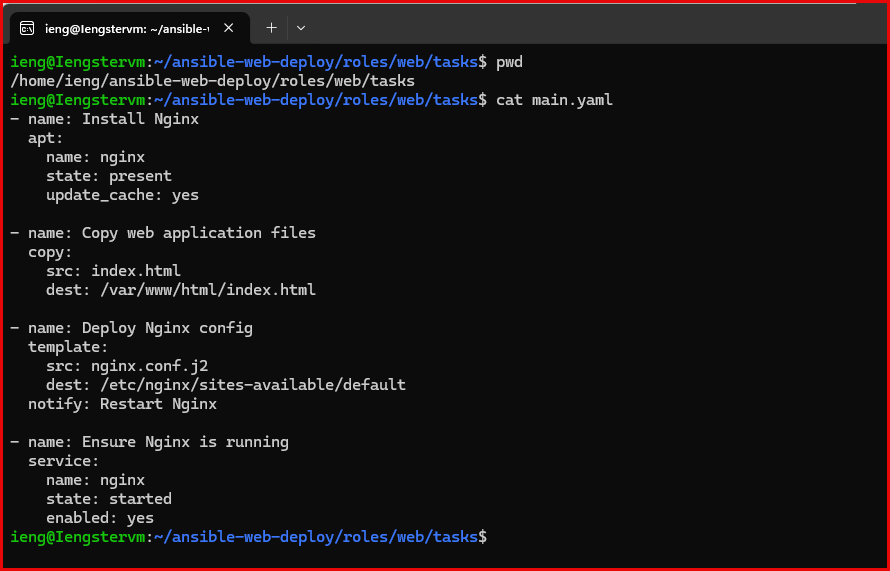 ieng@Iengstervm: ~/ansible-
ieng@Iengstervm:~/ansible-web-deploy/roles/web/tasks$ pwd
/home/ieng/ansible-web-deploy/roles/web/tasks
ieng@Iengstervm:~/ansible-web-deploy/roles/web/tasks$ cat main.yaml
- name: Install Nginx
  apt:
    name: nginx
    state: present
    update_cache: yes

- name: Copy web application files
  copy:
    src: index.html
    dest: /var/www/html/index.html

- name: Deploy Nginx config
  template:
    src: nginx.conf.j2
    dest: /etc/nginx/sites-available/default
  notify: Restart Nginx

- name: Ensure Nginx is running
  service:
    name: nginx
    state: started
    enabled: yes
ieng@Iengstervm:~/ansible-web-deploy/roles/web/tasks$